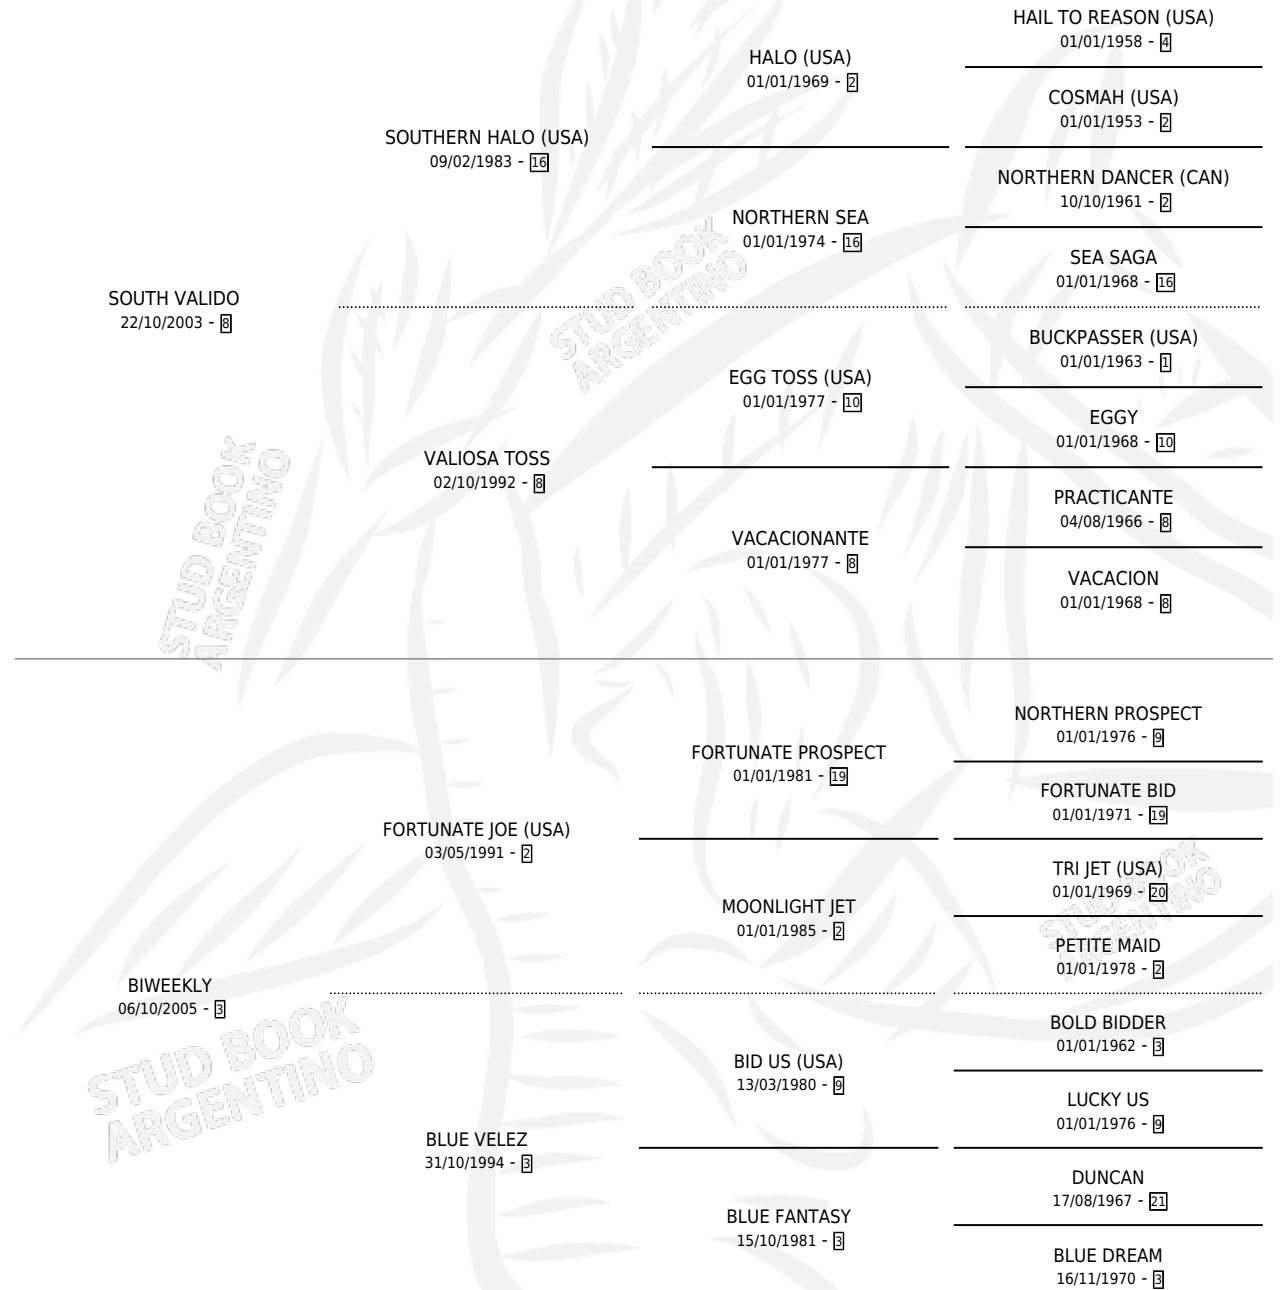 HAIL TO REASON (USA)
01/01/1958 - 4
HALO (USA)
01/01/1969 - 2
COSMAH (USA)
01/01/1953 - 2
SOUTHERN HALO (USA)
09/02/1983 - 16
NORTHERN DANCER (CAN)
10/10/1961 - 2
NORTHERN SEA
01/01/1974 - 16
SEA SAGA
01/01/1968 - 16
SOUTH VALIDO
22/10/2003 - 8
STUD BOOK
ARGENTINO
BUCKPASSER (USA)
01/01/1963 - 1
EGG TOSS (USA)
01/01/1977 - 10
EGGY
01/01/1968 - 10
VALIOSA TOSS
02/10/1992 - 8
PRACTICANTE
04/08/1966 - 8
VACACIONANTE
01/01/1977 - 8
VACACION
01/01/1968 - 8
STUD BOOK
ARGENTINO
NORTHERN PROSPECT
01/01/1976 - 9
FORTUNATE PROSPECT
01/01/1981 - 19
FORTUNATE BID
01/01/1971 - 19
FORTUNATE JOE (USA)
03/05/1991 - 2
TRI JET (USA)
01/01/1969 - 20
MOONLIGHT JET
01/01/1985 - 2
PETITE MAID
01/01/1978 - 2
STUD BOOK
ARGENTINO
BIWEEKLY
06/10/2005 - 3
STUD BOOK
ARGENTINO
BOLD BIDDER
01/01/1962 - 3
BID US (USA)
13/03/1980 - 9
LUCKY US
01/01/1976 - 9
BLUE VELEZ
31/10/1994 - 3
DUNCAN
17/08/1967 - 21
BLUE FANTASY
15/10/1981 - 3
BLUE DREAM
16/11/1970 - 3